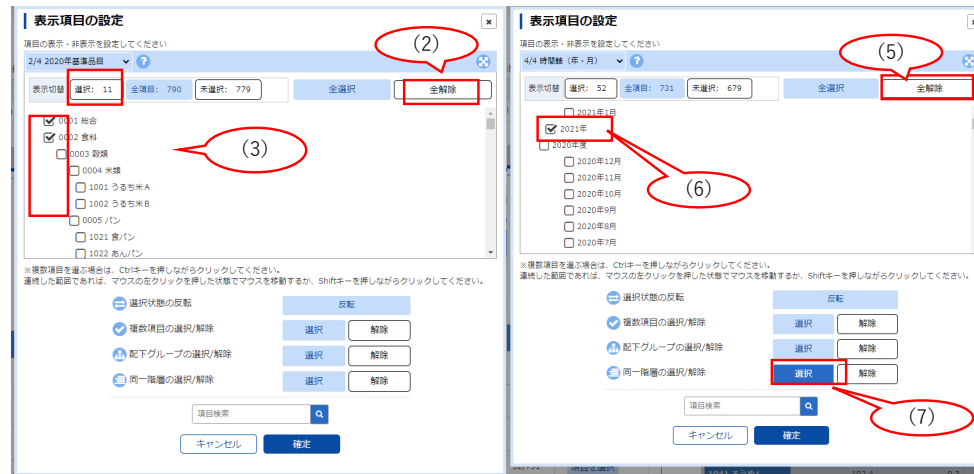 表示項目の設定
×
項目の表示・非表示を設定してください
2/4 2020年基準品目
?
(2)
表示切替
選択: 11
全項目: 790
未選択: 779
全選択
全解除
0001 総合
0002 食料
0003 穀類
0004 米類
1001 うるち米A
1002 うるち米B
0005 パン
1021 食パン
1022 あんパン
(3)
※複数項目を選ぶ場合は、Ctrlキーを押しながらクリックしてください。
連続した範囲であれば、マウスの左クリックを押した状態でマウスを移動するか、Shiftキーを押しながらクリックしてください。
選択状態の反転
反転
複数項目の選択/解除
選択
解除
配下グループの選択/解除
選択
解除
同一階層の選択/解除
選択
解除
項目検索
キャンセル
確定
表示項目の設定
項目の表示・非表示を設定してください
4/4 時間軸(年・月)
?
(5)
表示切替
選択: 52
全項目: 731
未選択: 679
全選択
全解除
2021年1月
2021年
2020年度
2020年12月
2020年11月
2020年10月
2020年9月
2020年8月
2020年7月
(6)
※複数項目を選ぶ場合は、Ctrlキーを押しながらクリックしてください。
連続した範囲であれば、マウスの左クリックを押した状態でマウスを移動するか、Shiftキーを押しながらクリックしてください。
選択状態の反転
反転
複数項目の選択/解除
選択
解除
配下グループの選択/解除
選択
解除
同一階層の選択/解除
選択
解除
(7)
項目検索
キャンセル
確定